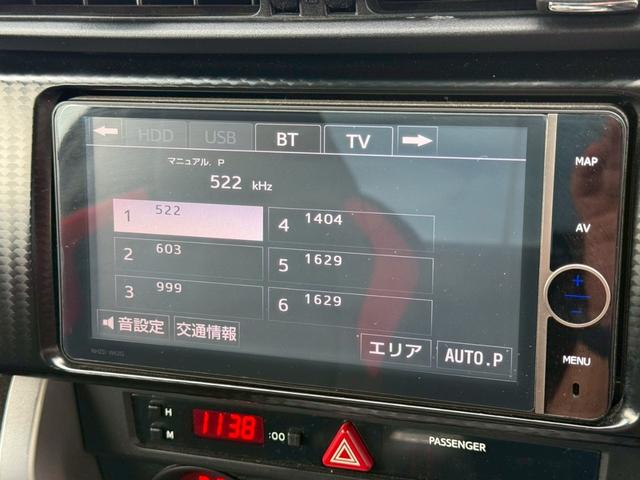 HDD USB BT TV
マニュアル. P
522 kHz
1 522
2 603
3 999
4 1404
5 1629
6 1629
音設定 交通情報 エリア AUTO.P
MAP
AV
+
-
MENU
H
M
1138 :00
PASSENGER